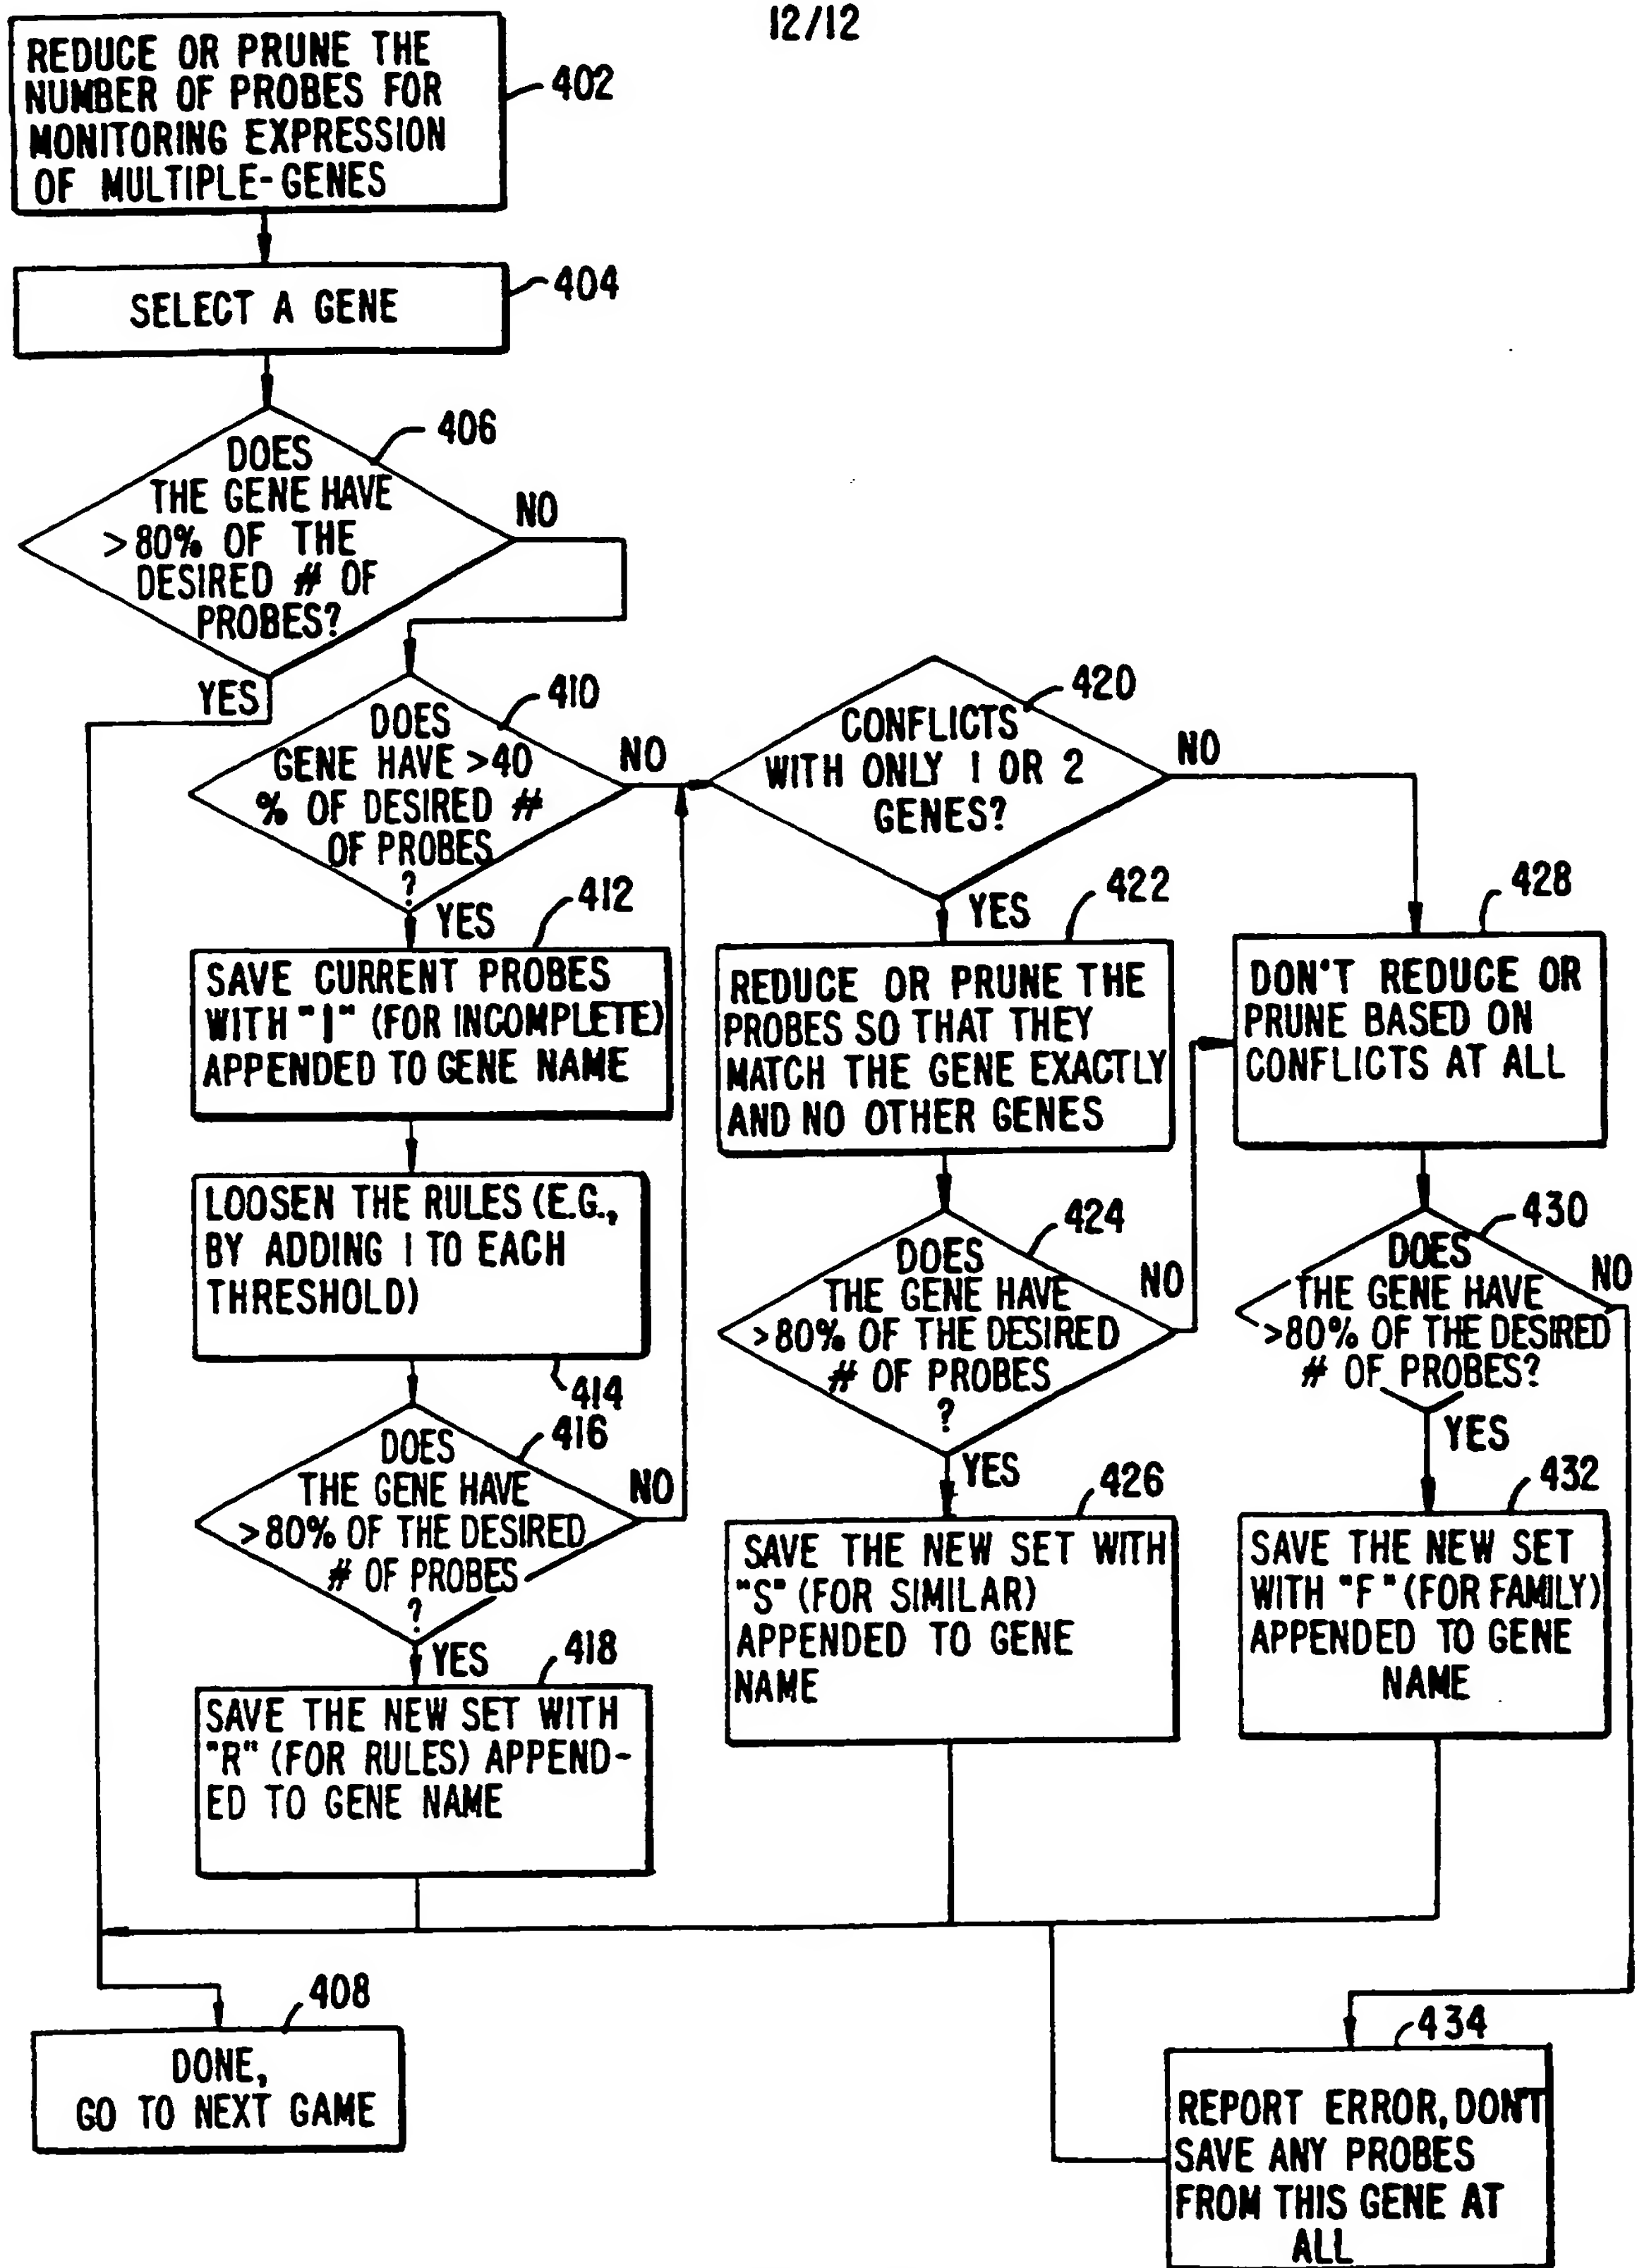 12/12
REDUCE OR PRUNE THE
NUMBER OF PROBES FOR
MONITORING EXPRESSION
OF MULTIPLE-GENES
402
SELECT A GENE
404
406
DOES
THE GENE HAVE
>80% OF THE
DESIRED # OF
PROBES?
NO
YES
410
DOES
GENE HAVE >40
% OF DESIRED #
OF PROBES
?
NO
YES
412
SAVE CURRENT PROBES
WITH "I" (FOR INCOMPLETE)
APPENDED TO GENE NAME
LOOSEN THE RULES (E.G.,
BY ADDING 1 TO EACH
THRESHOLD)
414
416
DOES
THE GENE HAVE
>80% OF THE DESIRED
# OF PROBES
?
NO
YES
418
SAVE THE NEW SET WITH
"R" (FOR RULES) APPEND-
ED TO GENE NAME
420
CONFLICTS
WITH ONLY 1 OR 2
GENES?
NO
YES
422
REDUCE OR PRUNE THE
PROBES SO THAT THEY
MATCH THE GENE EXACTLY
AND NO OTHER GENES
424
DOES
THE GENE HAVE
>80% OF THE DESIRED
# OF PROBES
?
NO
YES
426
SAVE THE NEW SET WITH
"S" (FOR SIMILAR)
APPENDED TO GENE
NAME
428
DON'T REDUCE OR
PRUNE BASED ON
CONFLICTS AT ALL
430
DOES
THE GENE HAVE
>80% OF THE DESIRED
# OF PROBES?
NO
YES
432
SAVE THE NEW SET
WITH "F" (FOR FAMILY)
APPENDED TO GENE
NAME
408
DONE,
GO TO NEXT GAME
434
REPORT ERROR, DON'T
SAVE ANY PROBES
FROM THIS GENE AT
ALL